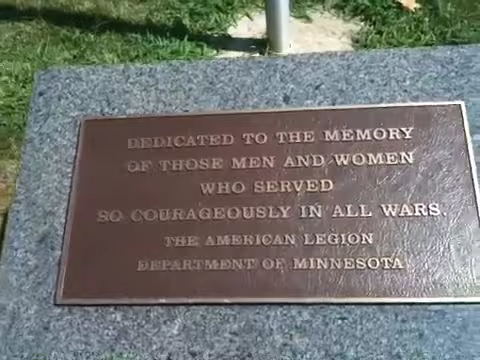 DEDICATED TO THE MEMORY
OF THOSE MEN AND WOMEN
WHO SERVED
SO COURAGEOUSLY IN ALL WARS.
THE AMERICAN LEGION
DEPARTMENT OF MINNESOTA